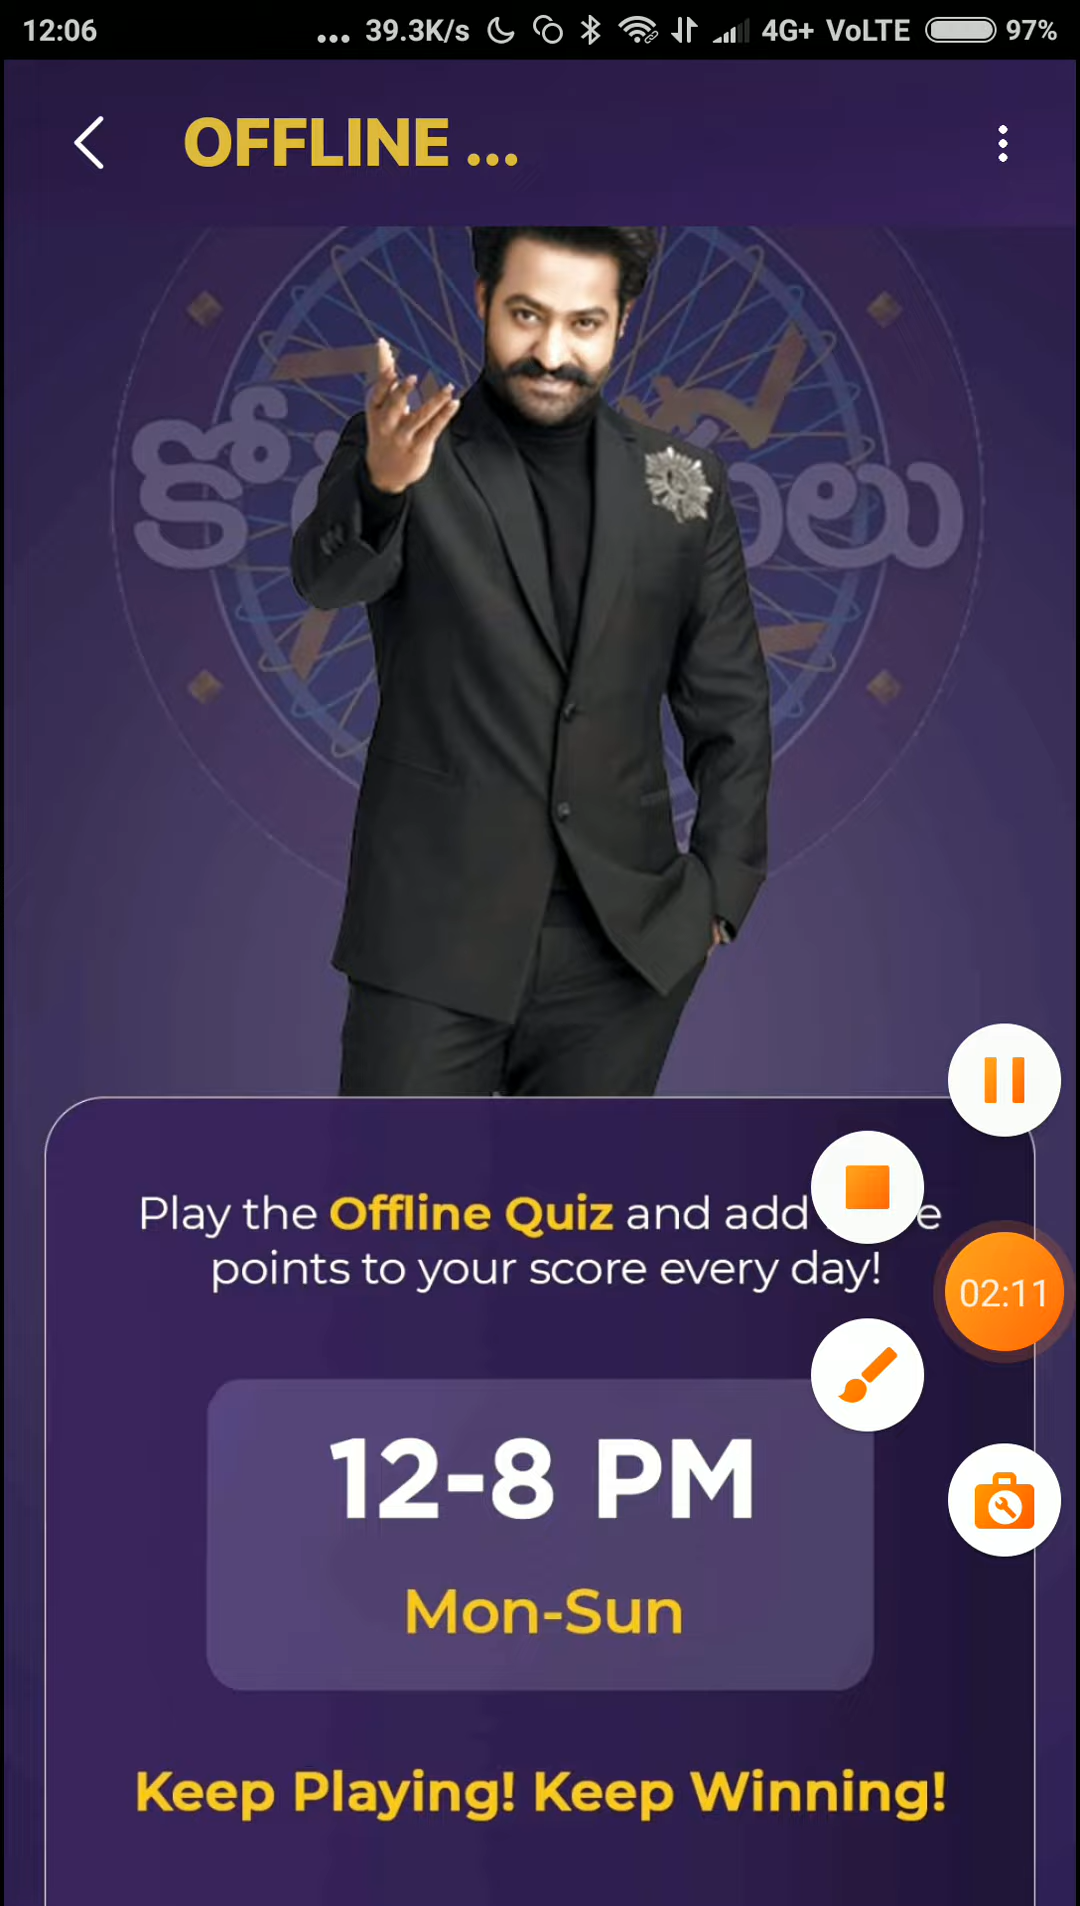 12:06 ... 39.3K/s 4G+ VoLTE 97%
OFFLINE ...
Play the Offline Quiz and add
points to your score every day!
02:11
12-8 PM
Mon-Sun
Keep Playing! Keep Winning!